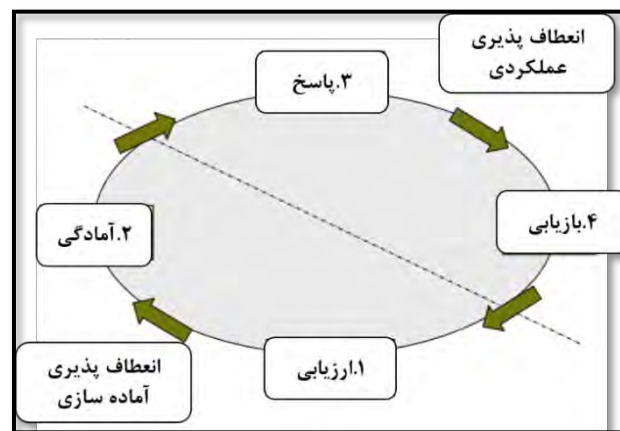 انعطاف پذیری
عملکردی
۳.پاسخ
۴.بازیابی
۲.آمادگی
۱.ارزیابی
انعطاف پذیری
آماده سازی